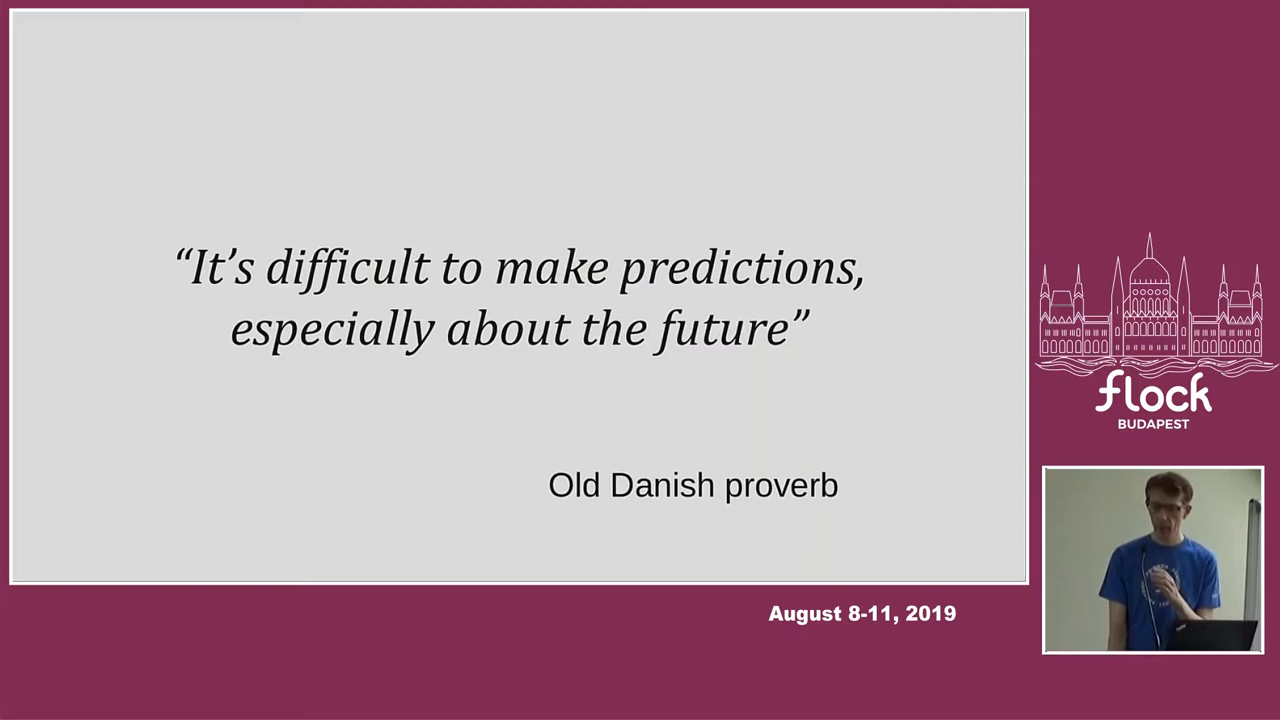 “It’s difficult to make predictions,
especially about the future”
Old Danish proverb
flock
BUDAPEST
August 8-11, 2019